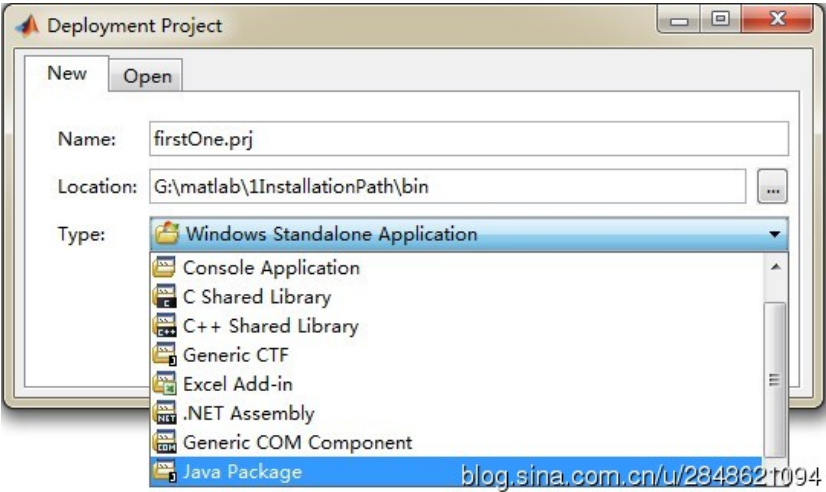 Deployment Project
New Open
Name: firstOne.prj
Location: G:\matlab\1InstallationPath\bin ...
Type: Windows Standalone Application
Console Application
C Shared Library
C++ Shared Library
Generic CTF
Excel Add-in
.NET Assembly
Generic COM Component
Java Package
blog.sina.com.cn/u/2848621094